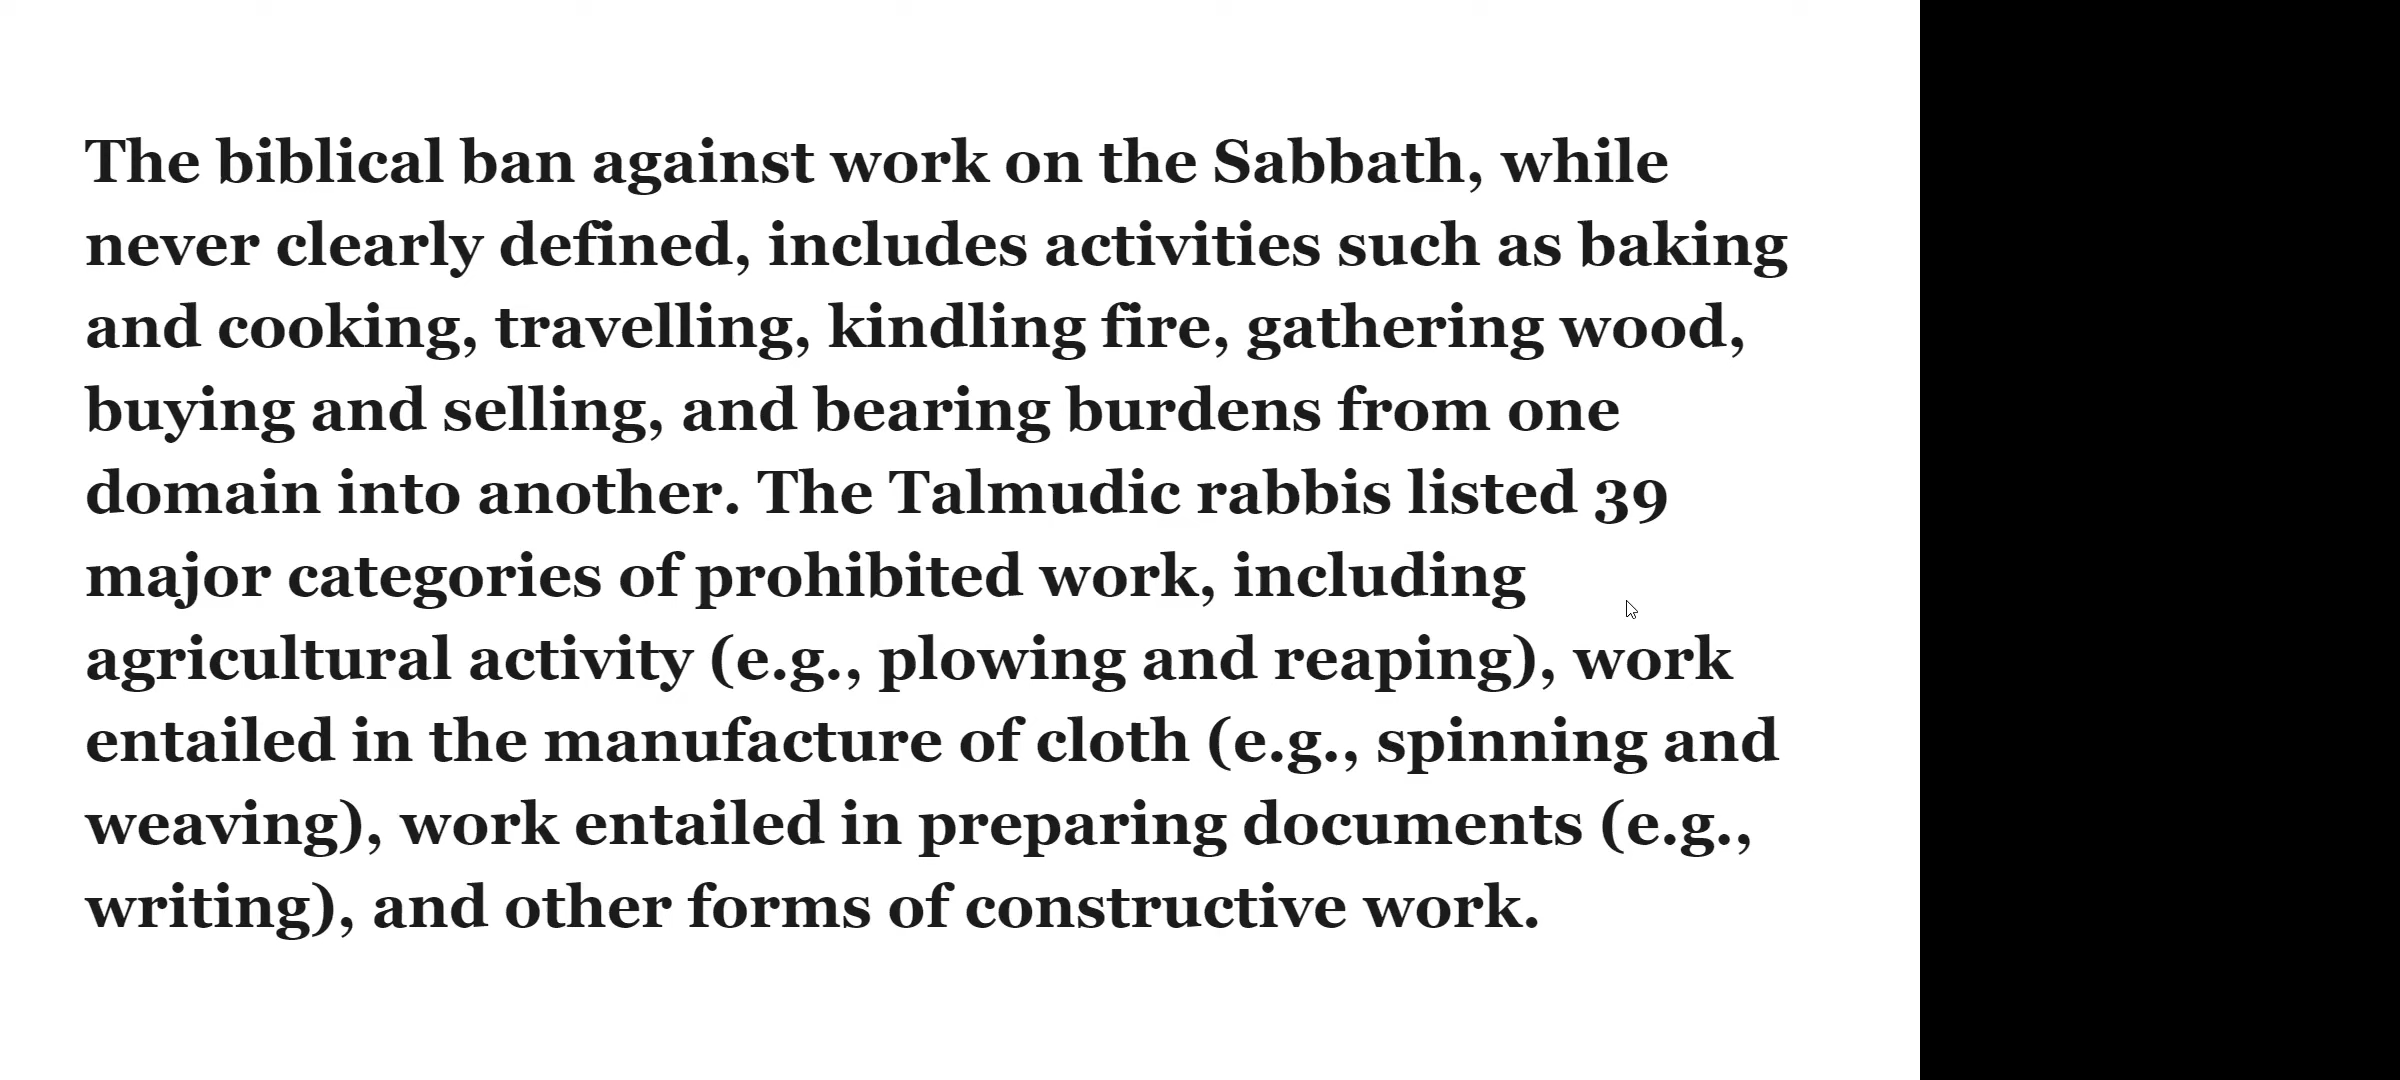 The biblical ban against work on the Sabbath, while
never clearly defined, includes activities such as baking
and cooking, travelling, kindling fire, gathering wood,
buying and selling, and bearing burdens from one
domain into another. The Talmudic rabbis listed 39
major categories of prohibited work, including
agricultural activity (e.g., plowing and reaping), work
entailed in the manufacture of cloth (e.g., spinning and
weaving), work entailed in preparing documents (e.g.,
writing), and other forms of constructive work.